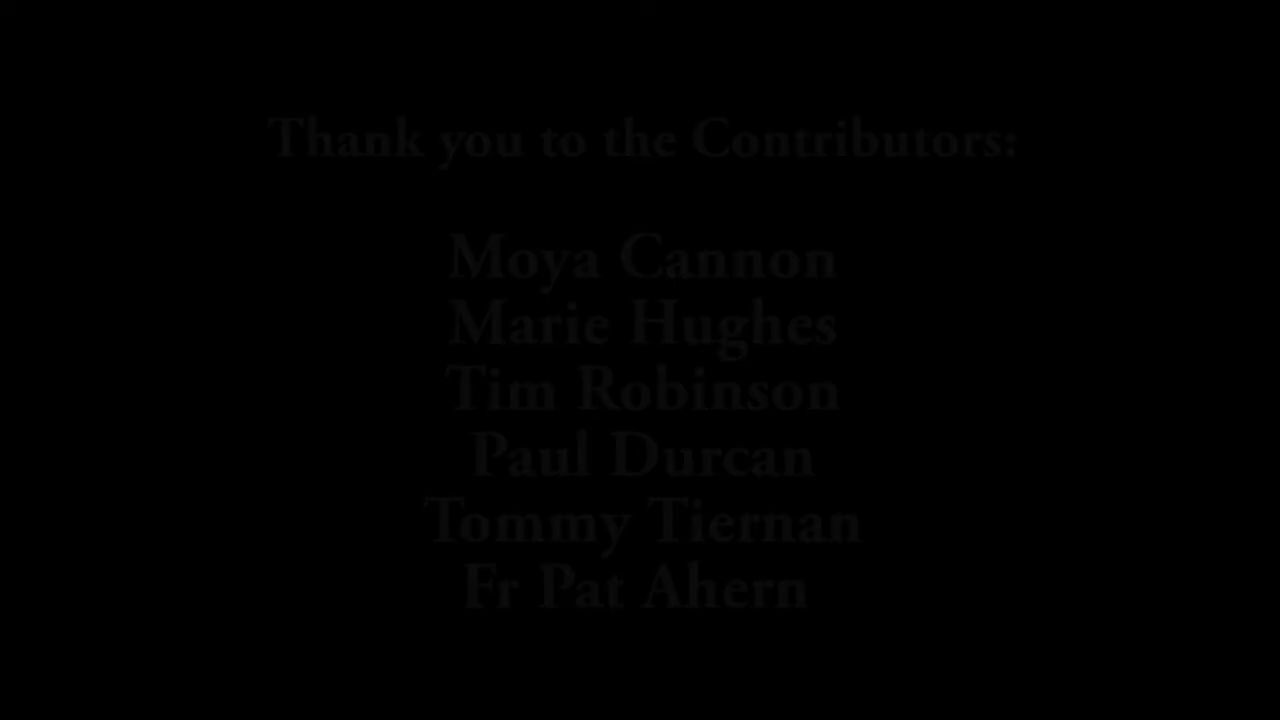 Thank you to the Contributors:
Moya Cannon
Marie Hughes
Tim Robinson
Paul Durcan
Tommy Tiernan
Fr Pat Ahern